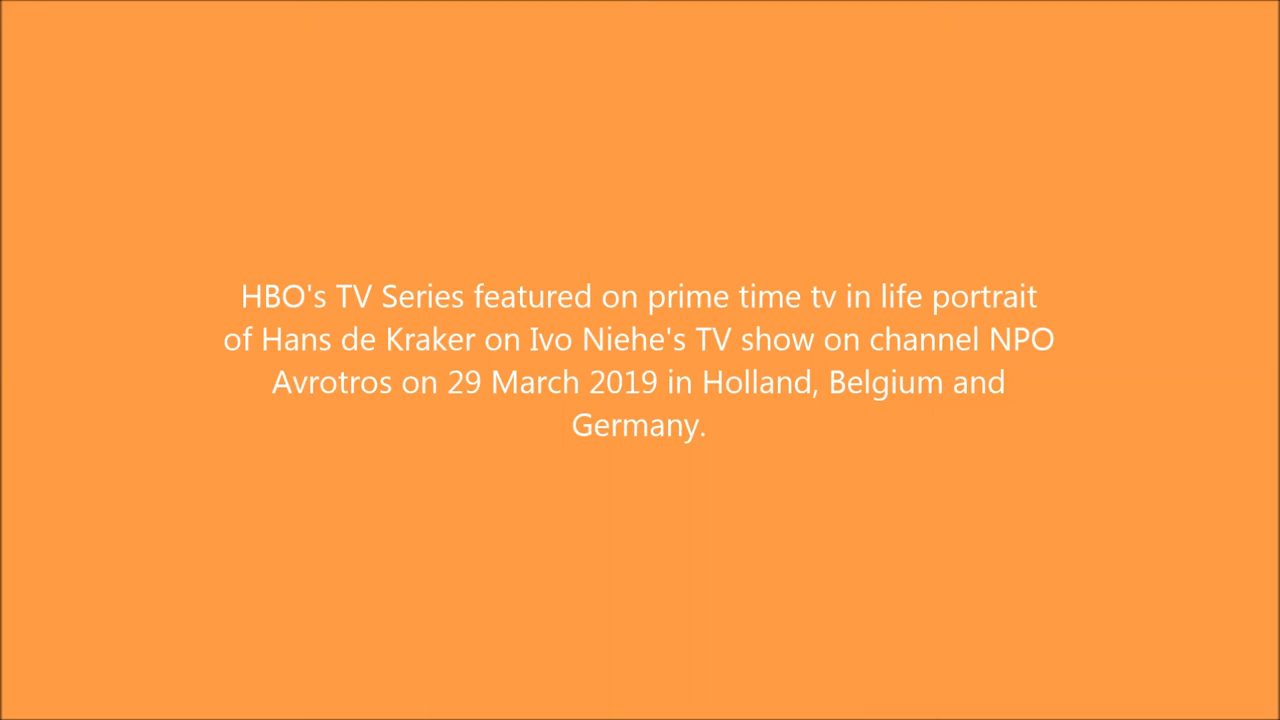 HBO's TV Series featured on prime time tv in life portrait
of Hans de Kraker on Ivo Niehe's TV show on channel NPO
Avrotros on 29 March 2019 in Holland, Belgium and
Germany.